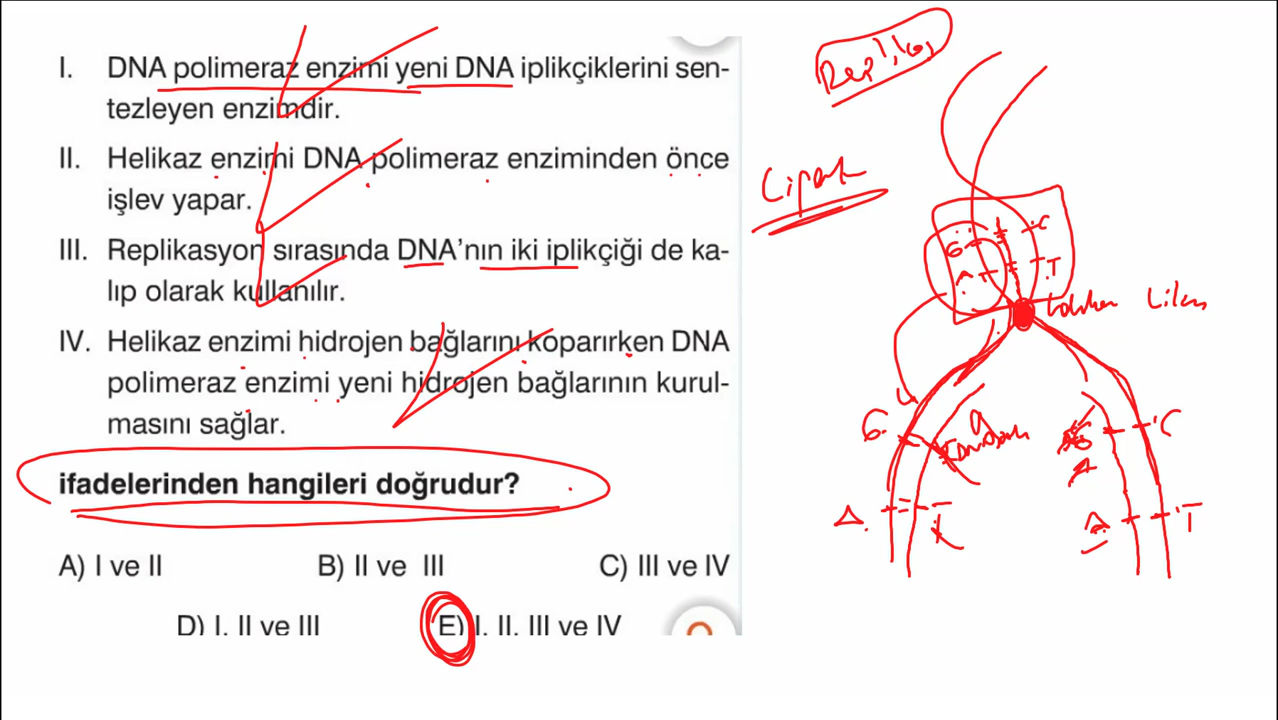 I. DNA polimeraz enzimi yeni DNA iplikçiklerini sen-
tezleyen enzimdir.
II. Helikaz enzimi DNA polimeraz enziminden önce
işlev yapar.
III. Replikasyon sırasında DNA'nın iki iplikçiği de ka-
lıp olarak kullanılır.
IV. Helikaz enzimi hidrojen bağlarını koparırken DNA
polimeraz enzimi yeni hidrojen bağlarının kurul-
masını sağlar.
ifadelerinden hangileri doğrudur?
A) I ve II B) II ve III C) III ve IV
D) I, II ve III E) I, II, III ve IV
G C
A T
G C
A
A T